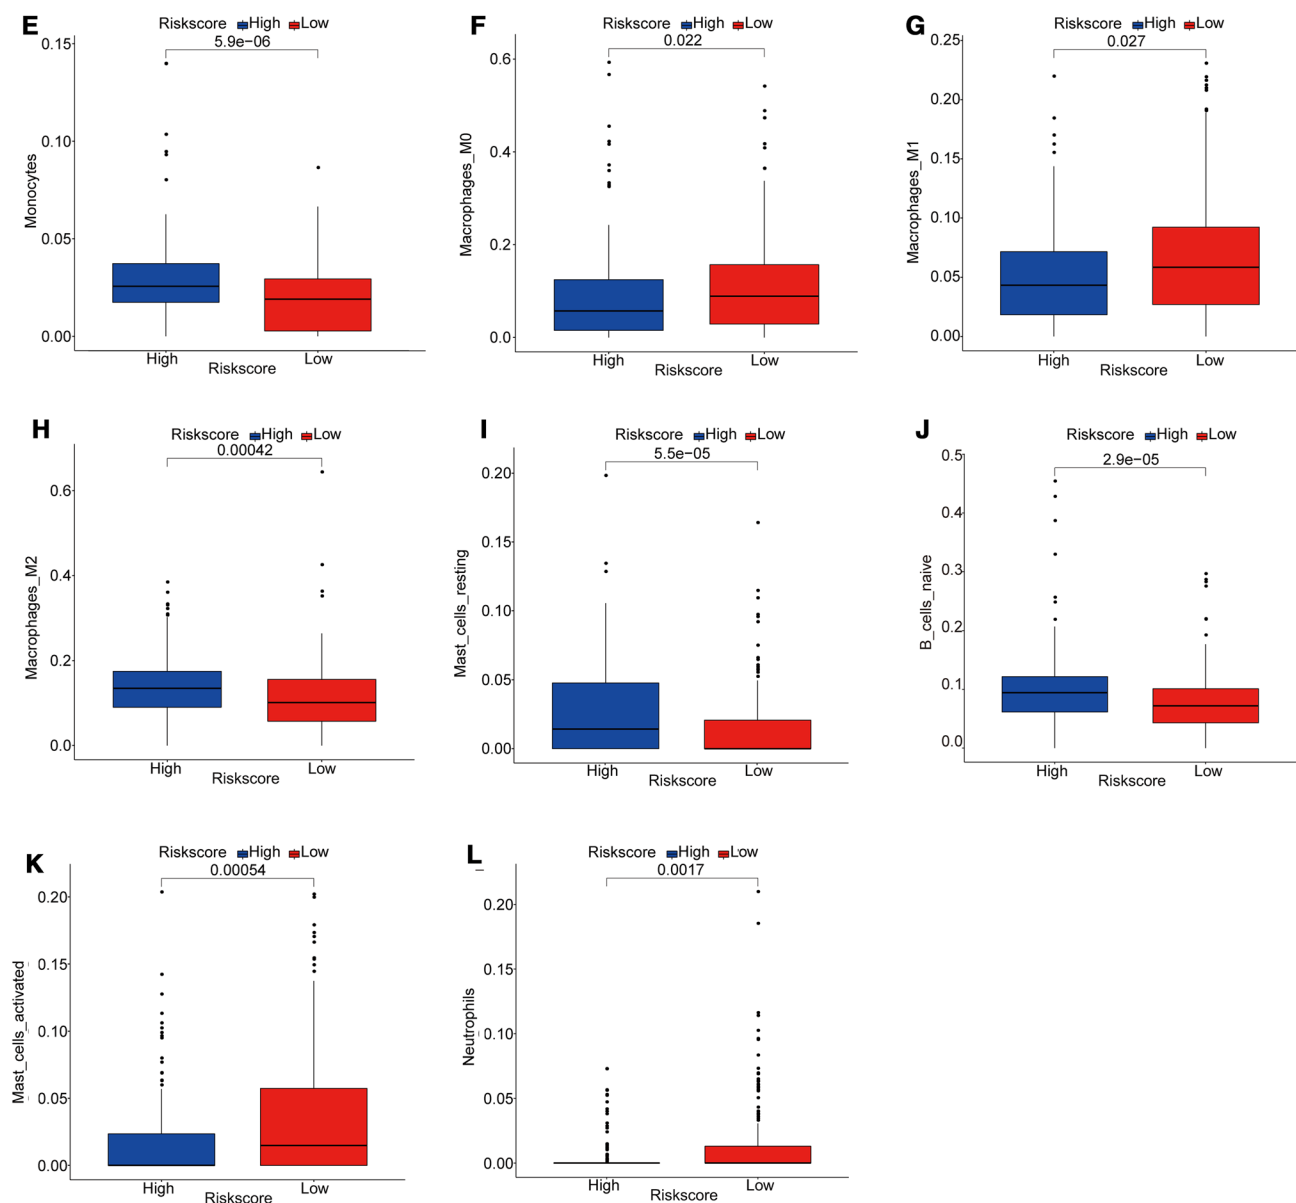 E
Riskscore High Low
5.9e−06
0.15
0.10
0.05
0.00
Monocytes
High Low
Riskscore
F
Riskscore High Low
0.022
0.6
0.4
0.2
0.0
Macrophages_M0
High Low
Riskscore
G
Riskscore High Low
0.027
0.25
0.20
0.15
0.10
0.05
0.00
Macrophages_M1
High Low
Riskscore
H
Riskscore High Low
0.00042
0.6
0.4
0.2
0.0
Macrophages_M2
High Low
Riskscore
I
Riskscore High Low
5.5e−05
0.20
0.15
0.10
0.05
0.00
Mast_cells_resting
High Low
Riskscore
J
Riskscore High Low
2.9e−05
0.5
0.4
0.3
0.2
0.1
0.0
B_cells_naive
High Low
Riskscore
K
Riskscore High Low
0.00054
0.20
0.15
0.10
0.05
0.00
Mast_cells_activated
High Low
Riskscore
L
Riskscore High Low
0.0017
0.20
0.15
0.10
0.05
0.00
Neutrophils
High Low
Riskscore